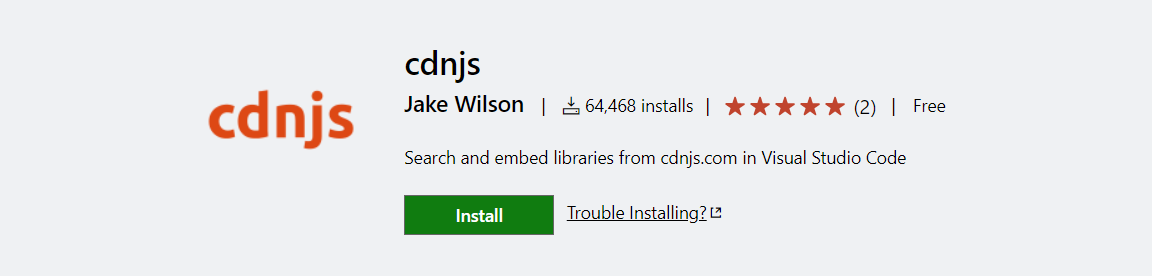 cdnjs
cdnjs
Jake Wilson | 64,468 installs | (2) | Free
Search and embed libraries from cdnjs.com in Visual Studio Code
Install Trouble Installing?